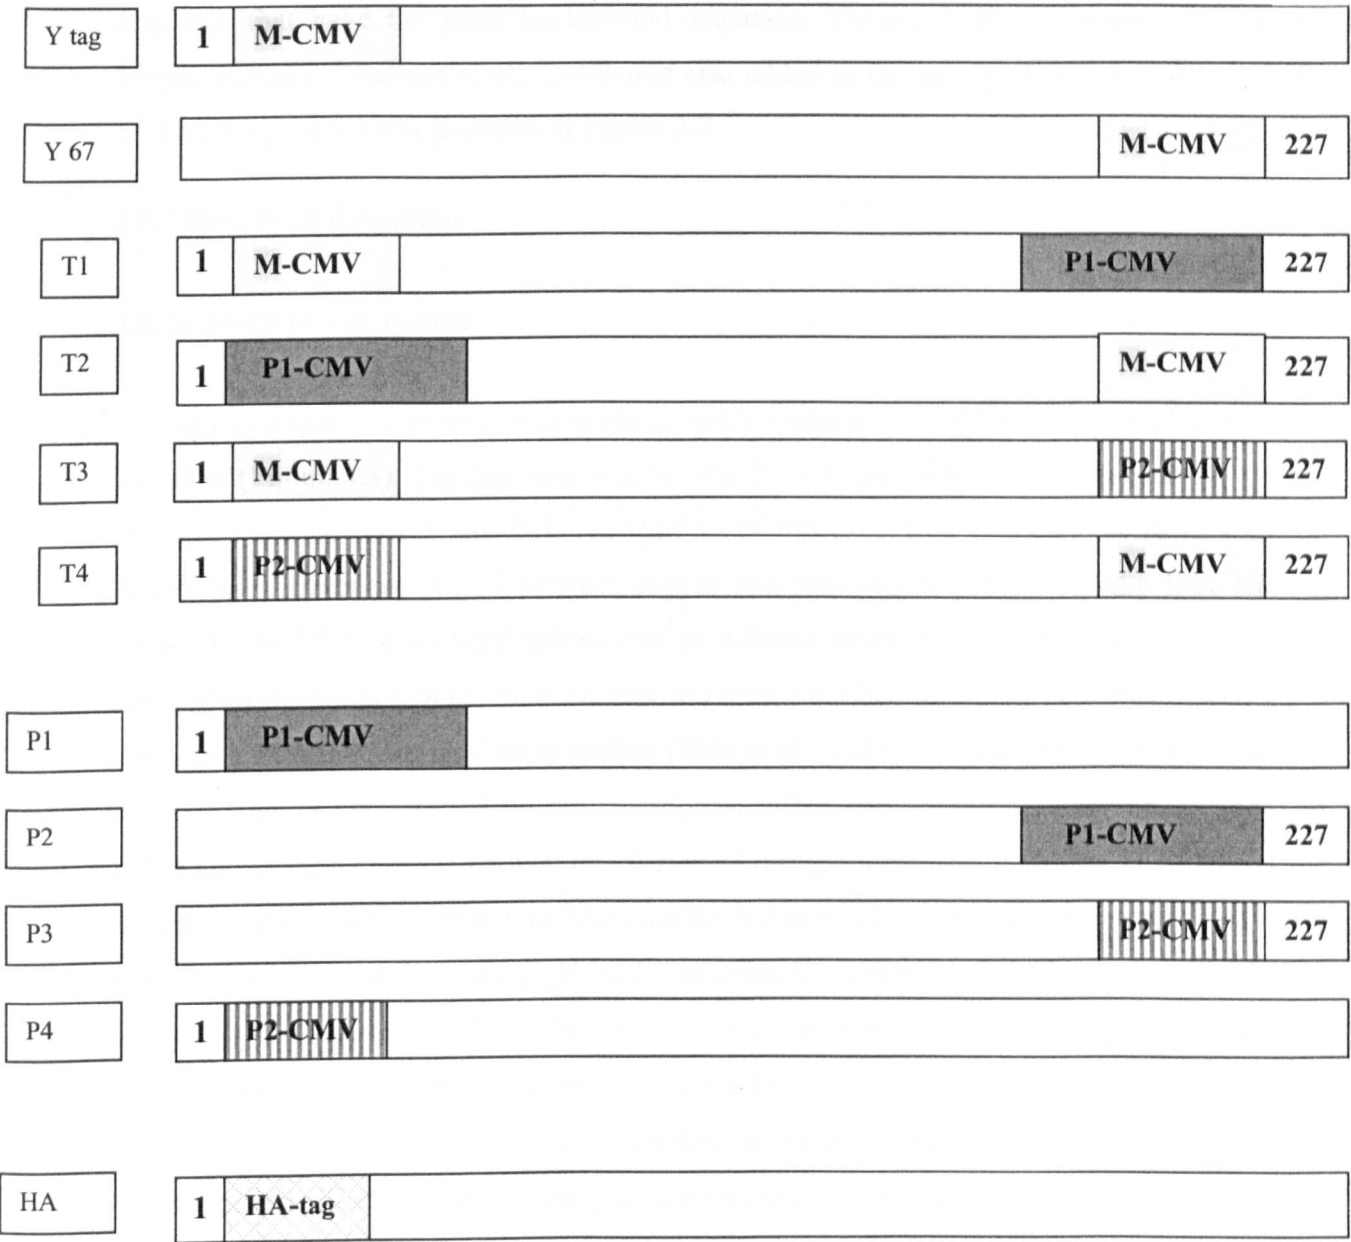 Y tag 1 M-CMV
Y 67 M-CMV 227
T1 1 M-CMV P1-CMV 227
T2 1 P1-CMV M-CMV 227
T3 1 M-CMV P2-CMV 227
T4 1 P2-CMV M-CMV 227
P1 1 P1-CMV
P2 P1-CMV 227
P3 P2-CMV 227
P4 1 P2-CMV
HA 1 HA-tag